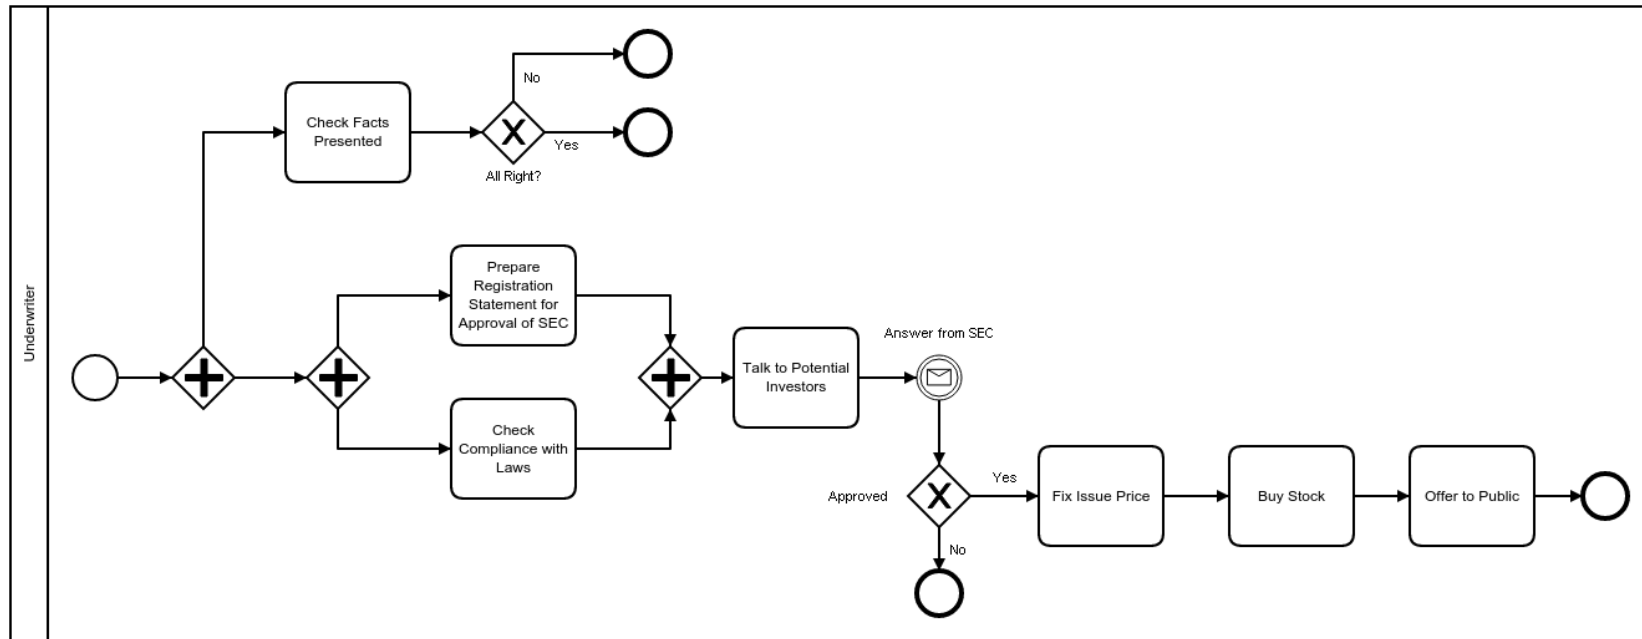 Underwriter
No
Check Facts
Presented
Yes
All Right?
Prepare
Registration
Statement for
Approval of SEC
Check
Compliance with
Laws
Talk to Potential
Investors
Answer from SEC
Approved
Yes
No
Fix Issue Price
Buy Stock
Offer to Public